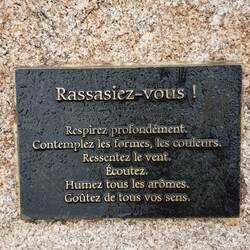 Rassasiez-vous !
Respirez profondément.
Contemplez les formes, les couleurs.
Ressentez le vent.
Écoutez.
Humez tous les arômes.
Goûtez de tous vos sens.